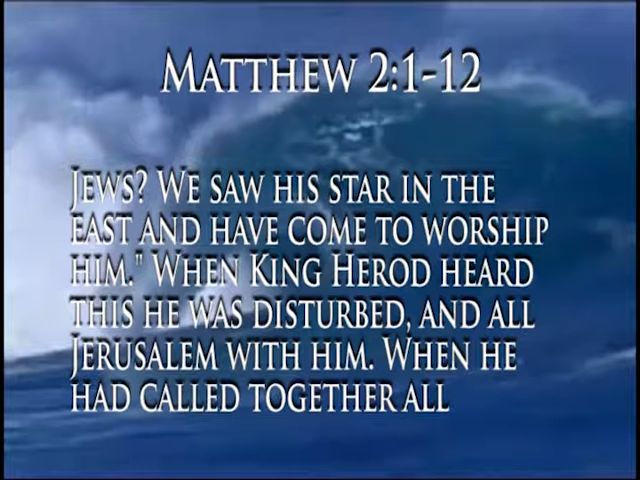 MATTHEW 2:1-12
JEWS? WE SAW HIS STAR IN THE
EAST AND HAVE COME TO WORSHIP
HIM." WHEN KING HEROD HEARD
THIS HE WAS DISTURBED, AND ALL
JERUSALEM WITH HIM. WHEN HE
HAD CALLED TOGETHER ALL